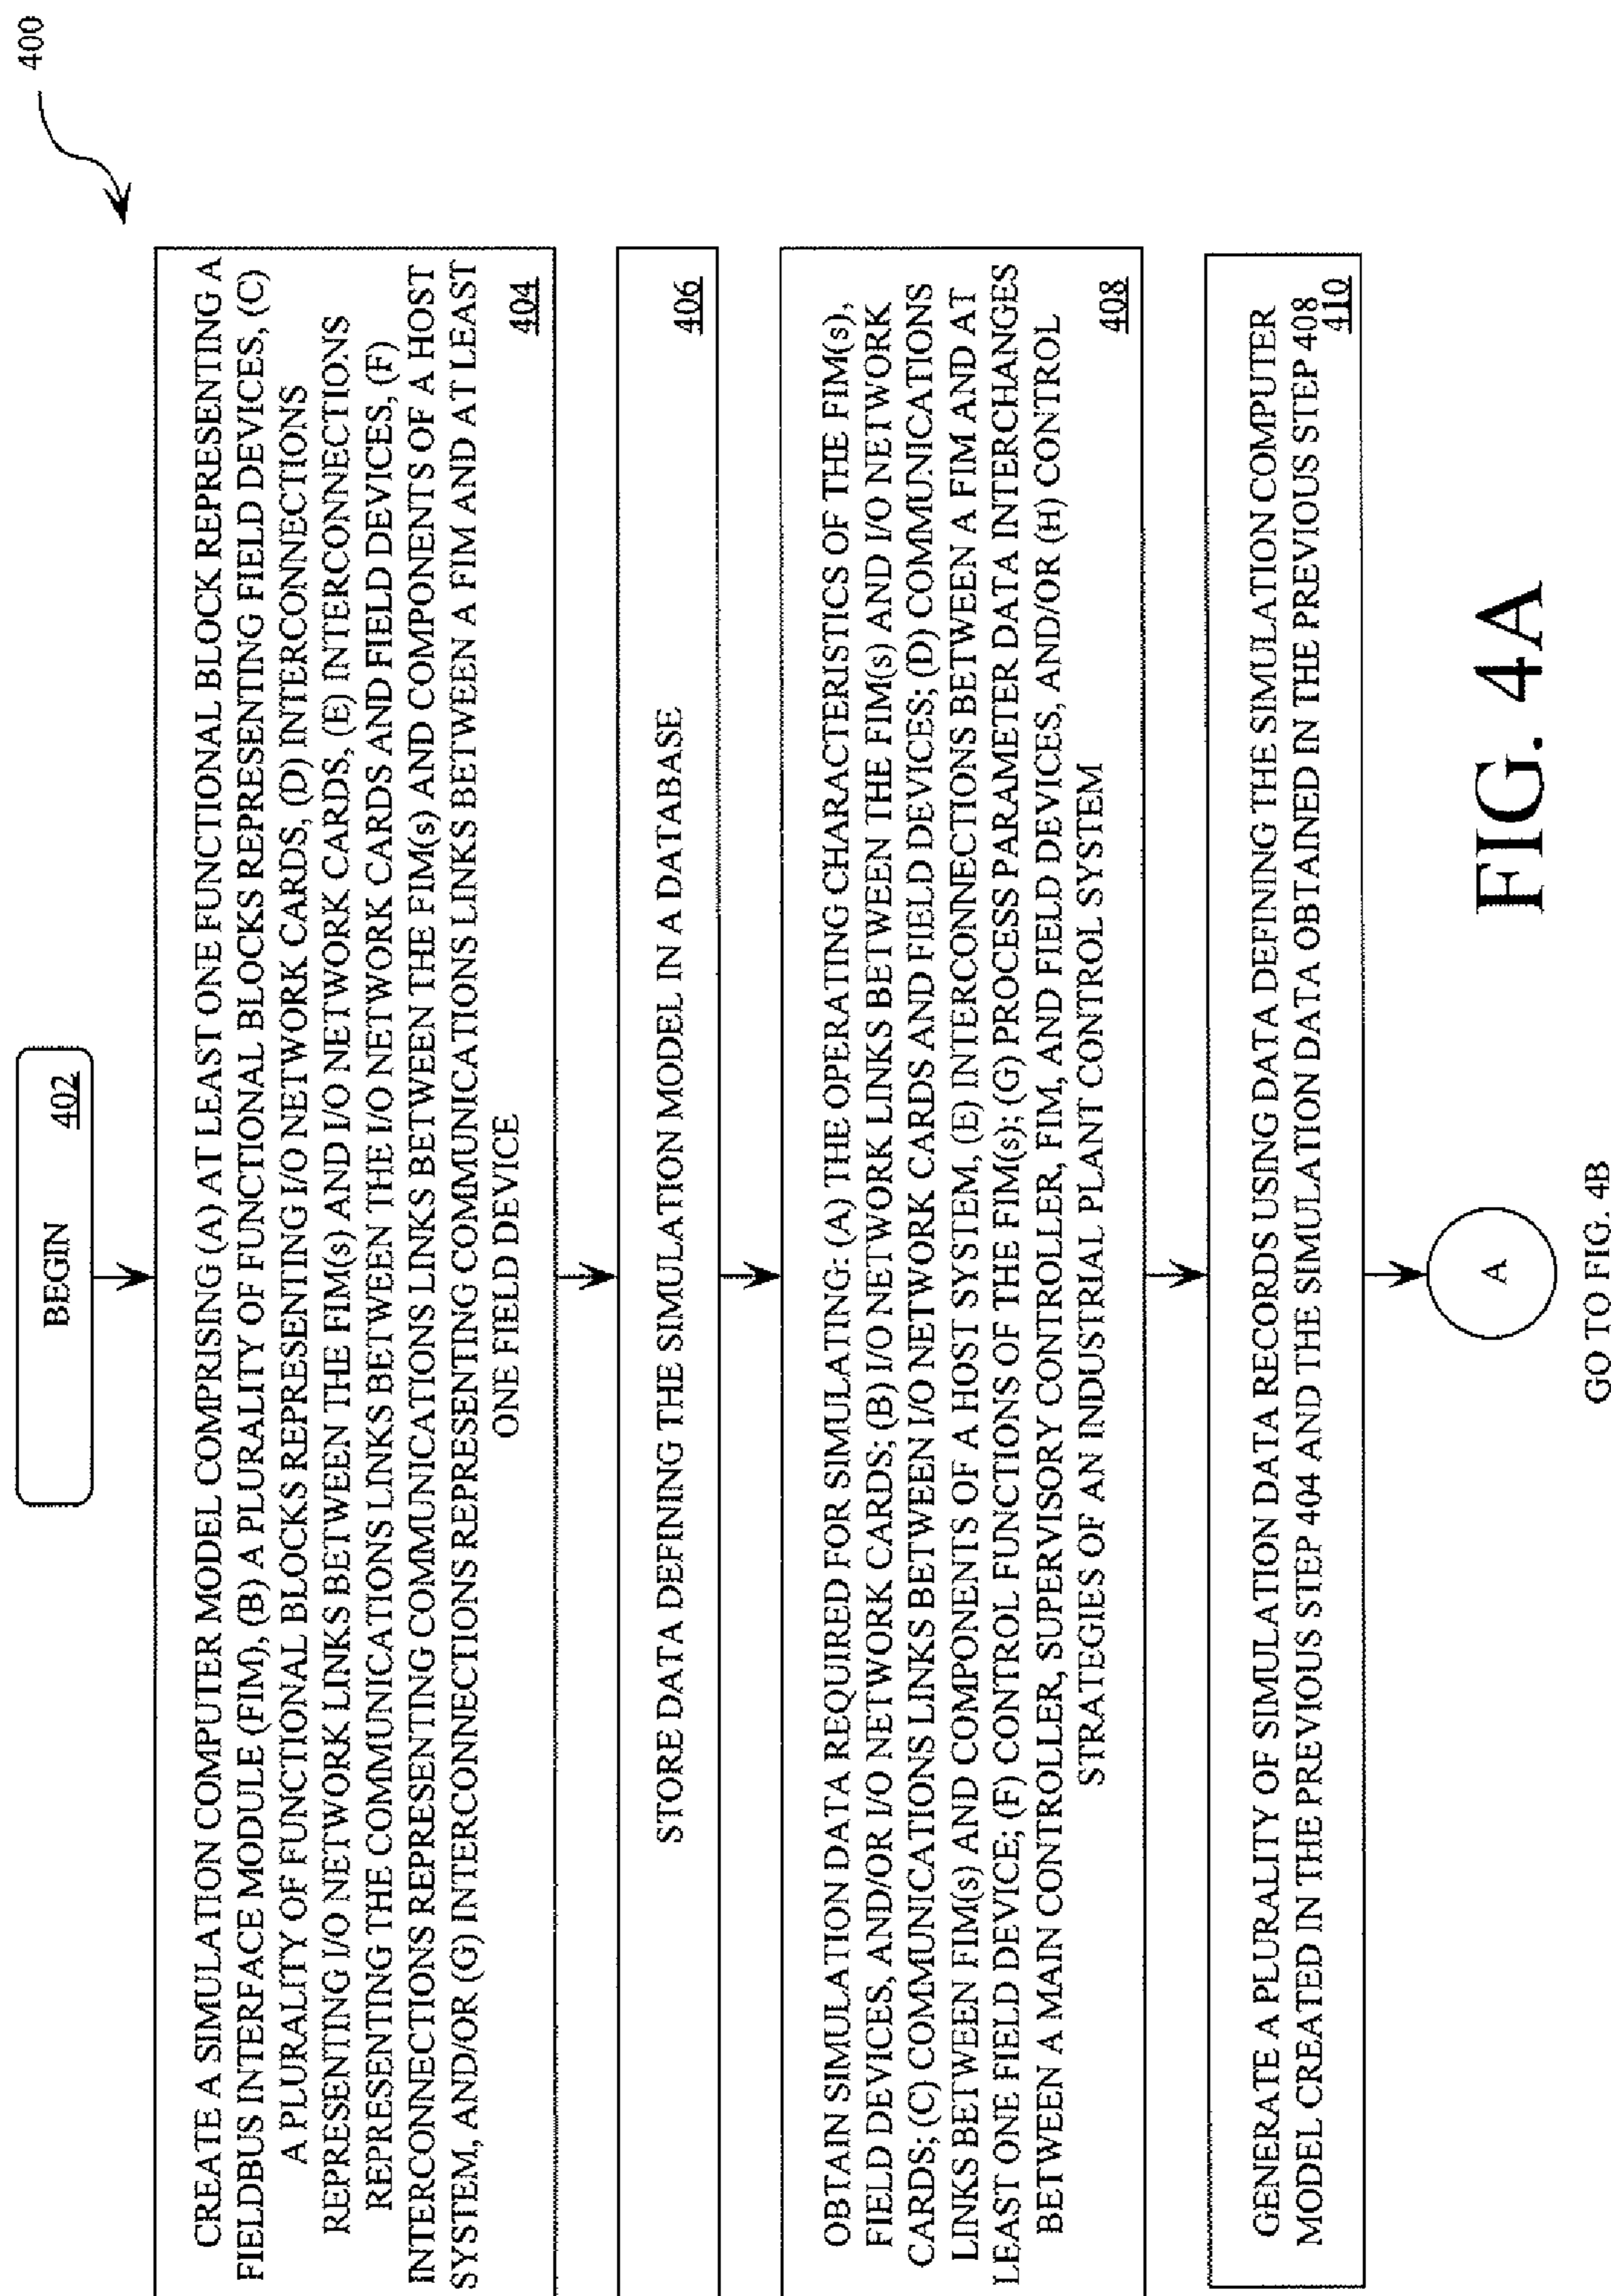 400
BEGIN
402
CREATE A SIMULATION COMPUTER MODEL COMPRISING (A) AT LEAST ONE FUNCTIONAL BLOCK REPRESENTING A
FIELDBUS INTERFACE MODULE (FIM), (B) A PLURALITY OF FUNCTIONAL BLOCKS REPRESENTING FIELD DEVICES, (C)
A PLURALITY OF FUNCTIONAL BLOCKS REPRESENTING I/O NETWORK CARDS, (D) INTERCONNECTIONS
REPRESENTING I/O NETWORK LINKS BETWEEN THE FIM(s) AND I/O NETWORK CARDS, (E) INTERCONNECTIONS
REPRESENTING THE COMMUNICATIONS LINKS BETWEEN THE I/O NETWORK CARDS AND FIELD DEVICES, (F)
INTERCONNECTIONS REPRESENTING COMMUNICATIONS LINKS BETWEEN THE FIM(s) AND COMPONENTS OF A HOST
SYSTEM, AND/OR (G) INTERCONNECTIONS REPRESENTING COMMUNICATIONS LINKS BETWEEN A FIM AND AT LEAST
ONE FIELD DEVICE
404
STORE DATA DEFINING THE SIMULATION MODEL IN A DATABASE
406
OBTAIN SIMULATION DATA REQUIRED FOR SIMULATING: (A) THE OPERATING CHARACTERISTICS OF THE FIM(s),
FIELD DEVICES, AND/OR I/O NETWORK CARDS; (B) I/O NETWORK LINKS BETWEEN THE FIM(s) AND I/O NETWORK
CARDS; (C) COMMUNICATIONS LINKS BETWEEN I/O NETWORK CARDS AND FIELD DEVICES; (D) COMMUNICATIONS
LINKS BETWEEN FIM(s) AND COMPONENTS OF A HOST SYSTEM, (E) INTERCONNECTIONS BETWEEN A FIM AND AT
LEAST ONE FIELD DEVICE; (F) CONTROL FUNCTIONS OF THE FIM(s); (G) PROCESS PARAMETER DATA INTERCHANGES
BETWEEN A MAIN CONTROLLER, SUPERVISORY CONTROLLER, FIM, AND FIELD DEVICES, AND/OR (H) CONTROL
STRATEGIES OF AN INDUSTRIAL PLANT CONTROL SYSTEM
408
GENERATE A PLURALITY OF SIMULATION DATA RECORDS USING DATA DEFINING THE SIMULATION COMPUTER
MODEL CREATED IN THE PREVIOUS STEP 404 AND THE SIMULATION DATA OBTAINED IN THE PREVIOUS STEP 408
410
A
GO TO FIG. 4B
FIG. 4A